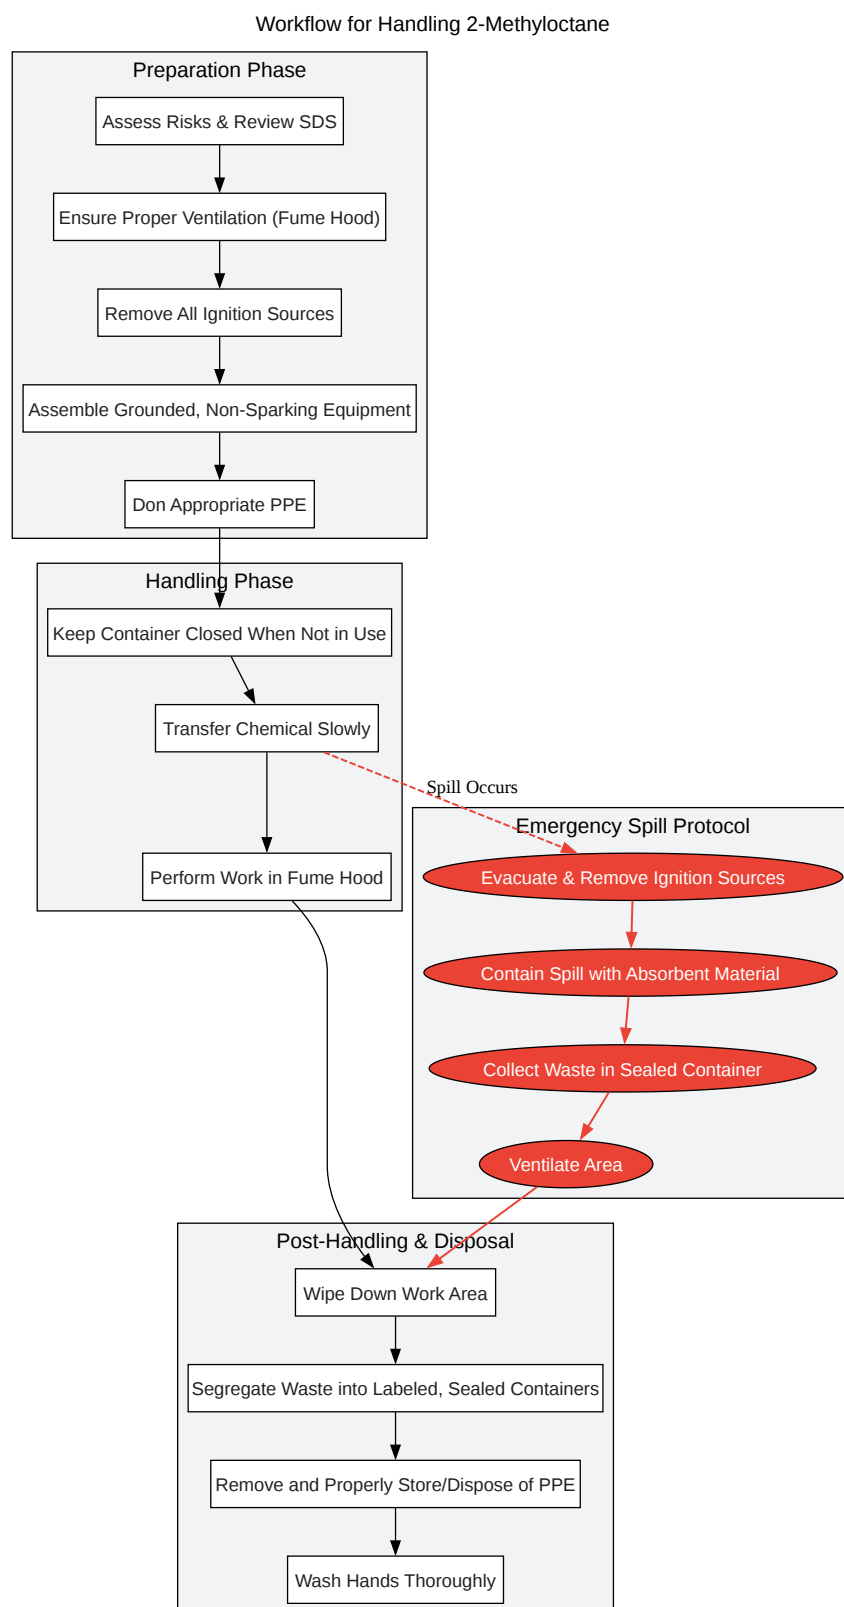 Workflow for Handling 2-Methyloctane
Preparation Phase
Assess Risks & Review SDS
Ensure Proper Ventilation (Fume Hood)
Remove All Ignition Sources
Assemble Grounded, Non-Sparking Equipment
Don Appropriate PPE
Handling Phase
Keep Container Closed When Not in Use
Transfer Chemical Slowly
Spill Occurs
Perform Work in Fume Hood
Emergency Spill Protocol
Evacuate & Remove Ignition Sources
Contain Spill with Absorbent Material
Collect Waste in Sealed Container
Ventilate Area
Post-Handling & Disposal
Wipe Down Work Area
Segregate Waste into Labeled, Sealed Containers
Remove and Properly Store/Dispose of PPE
Wash Hands Thoroughly